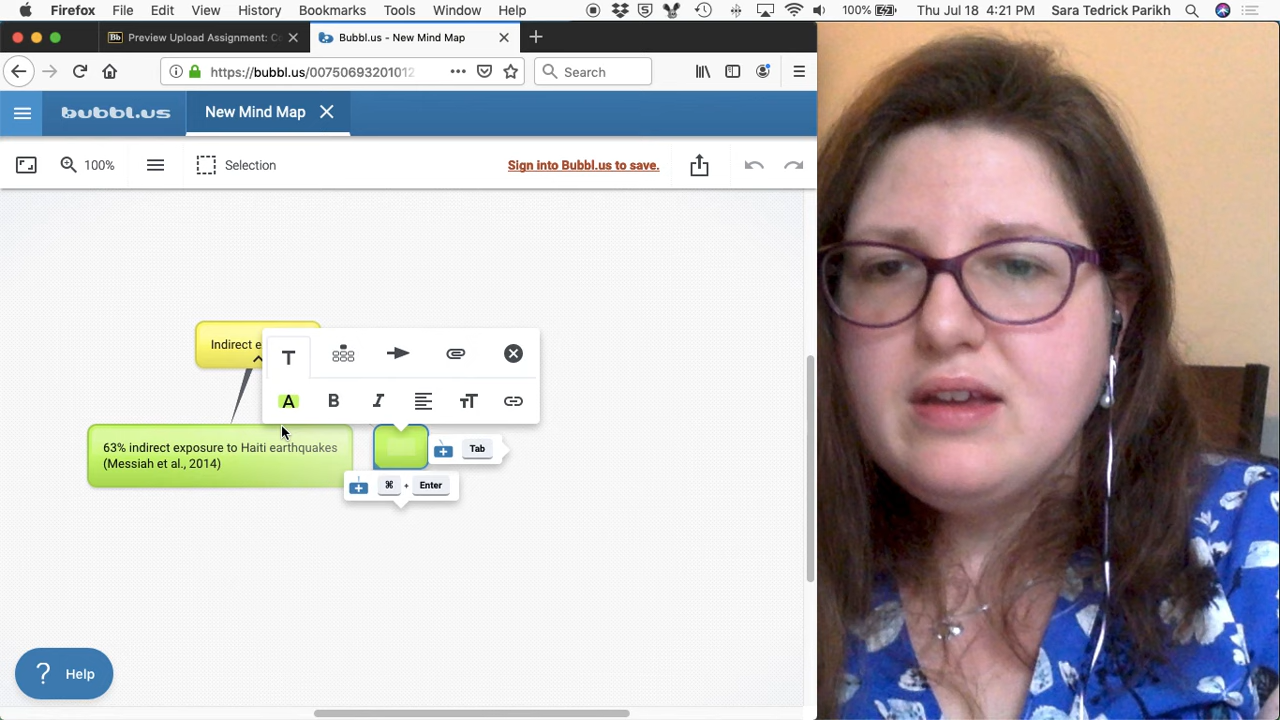 Firefox File Edit View History Bookmarks Tools Window Help 100% Thu Jul 18 4:21 PM Sara Tedrick Parikh
Bb Preview Upload Assignment: Bubbl.us - New Mind Map
https://bubbl.us/00750693201012 Search
bubbl.us New Mind Map
100% Selection Sign into Bubbl.us to save.
Indirect e
T
A B I TT
63% indirect exposure to Haiti earthquakes
(Messiah et al., 2014)
Tab
⌘ + Enter
? Help